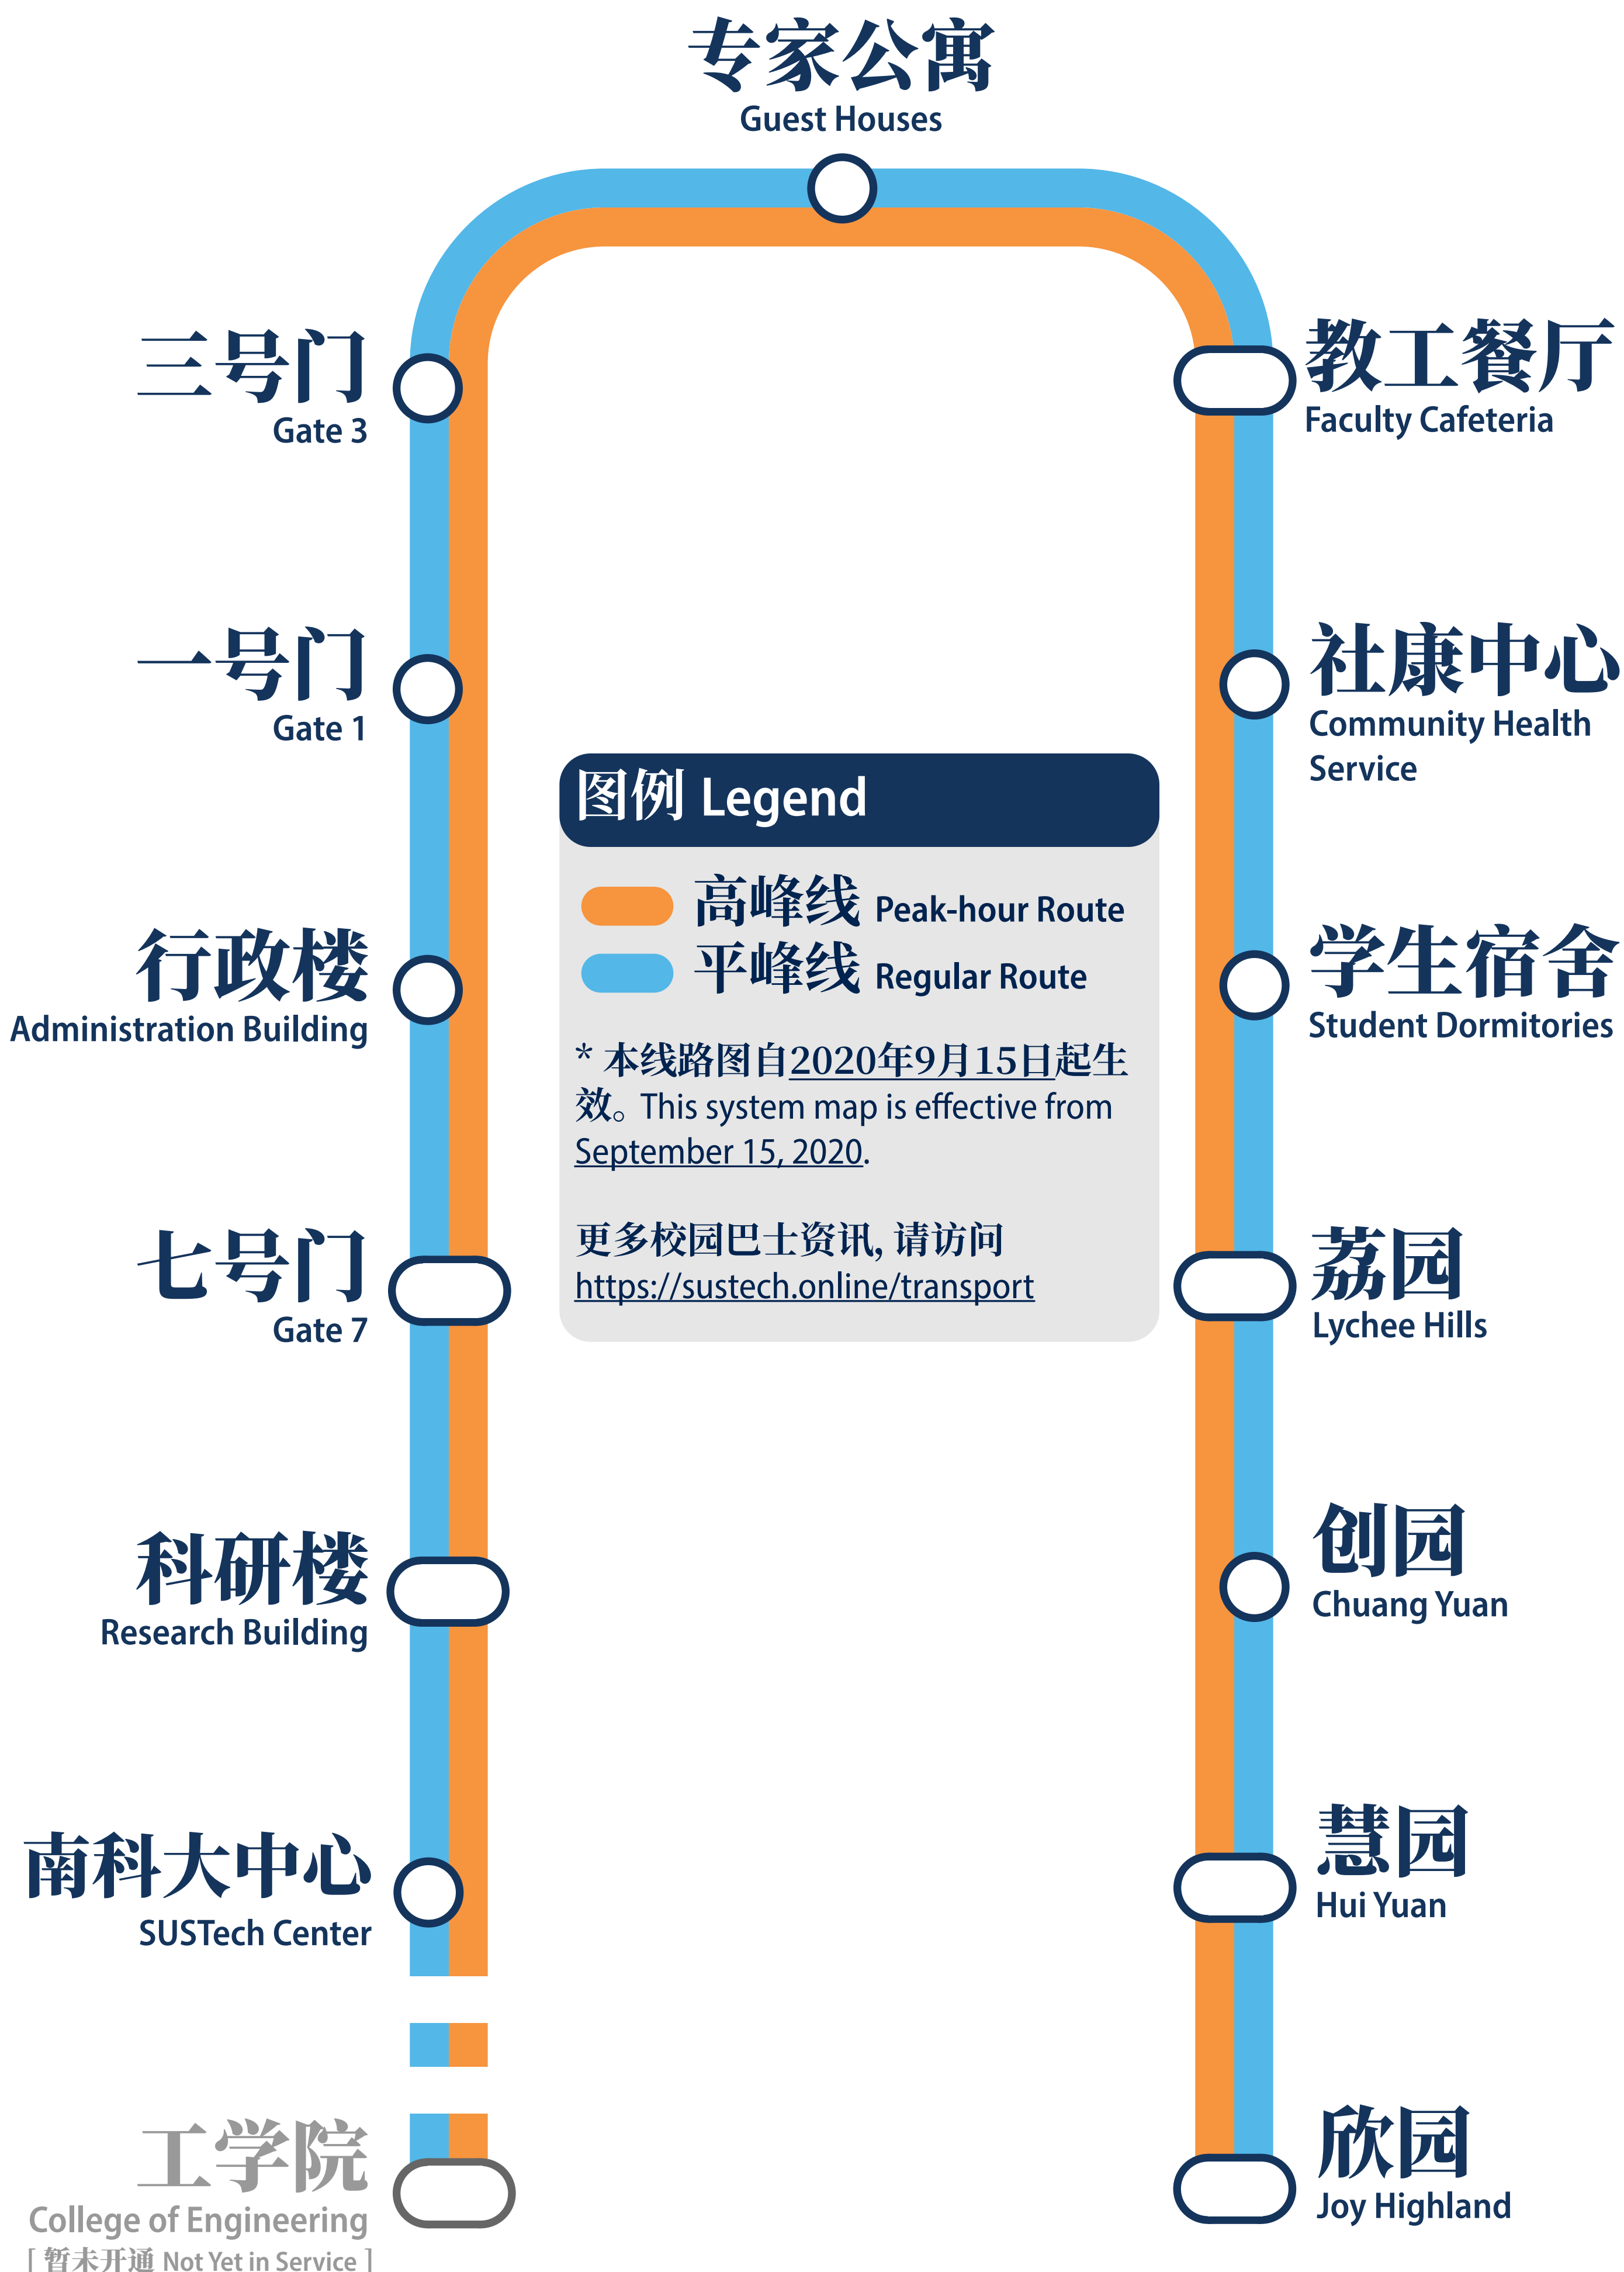 专家公寓
Guest Houses
三号门
Gate 3
一号门
Gate 1
行政楼
Administration Building
七号门
Gate 7
科研楼
Research Building
南科大中心
SUSTech Center
工学院
College of Engineering
[ 暂未开通 Not Yet in Service ]
图例 Legend
高峰线 Peak-hour Route
平峰线 Regular Route
* 本线路图自2020年9月15日起生
效。This system map is effective from
September 15, 2020.
更多校园巴士资讯, 请访问
https://sustech.online/transport
教工餐厅
Faculty Cafeteria
社康中心
Community Health
Service
学生宿舍
Student Dormitories
荔园
Lychee Hills
创园
Chuang Yuan
慧园
Hui Yuan
欣园
Joy Highland